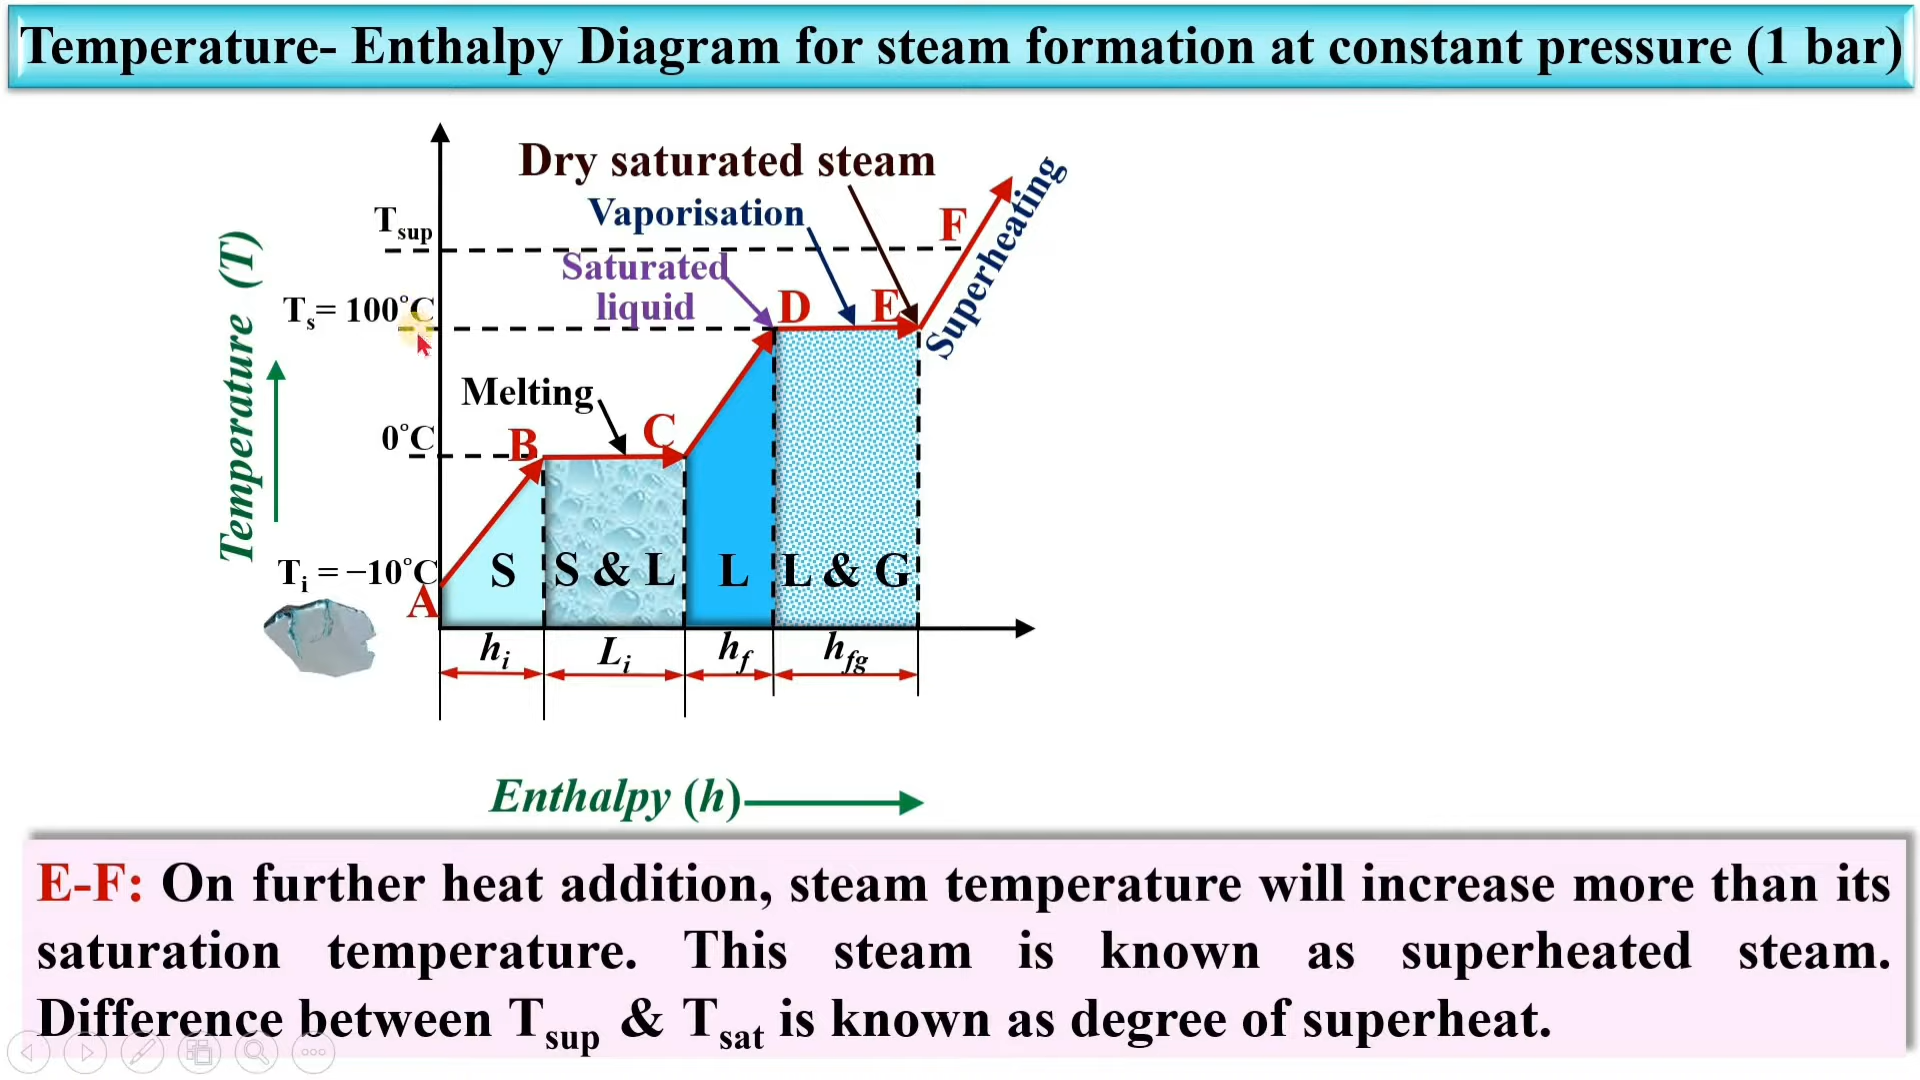 Temperature- Enthalpy Diagram for steam formation at constant pressure (1 bar)
Dry saturated steam
Vaporisation
Superheating
F
T_sup
Saturated
liquid
D
E
T_s= 100°C
Temperature (T)
Melting
0°C
B
C
T_i = −10°C
A
S
S & L
L
L & G
h_i
L_i
h_f
h_fg
Enthalpy (h)
E-F: On further heat addition, steam temperature will increase more than its
saturation temperature. This steam is known as superheated steam.
Difference between T_sup & T_sat is known as degree of superheat.